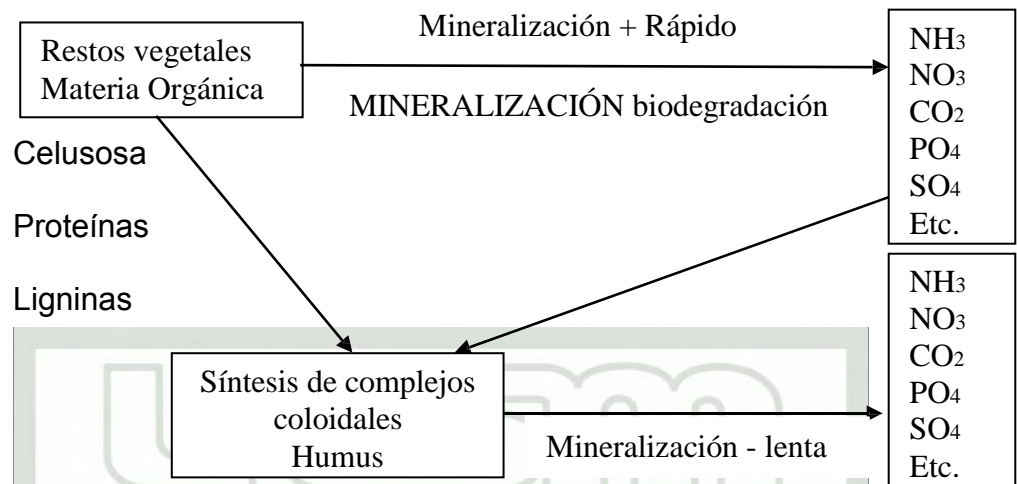 Restos vegetales
Materia Orgánica
Mineralización + Rápido
MINERALIZACIÓN biodegradación
NH3
NO3
CO2
PO4
SO4
Etc.
Celusosa
Proteínas
Ligninas
Síntesis de complejos
coloidales
Humus
Mineralización - lenta
NH3
NO3
CO2
PO4
SO4
Etc.